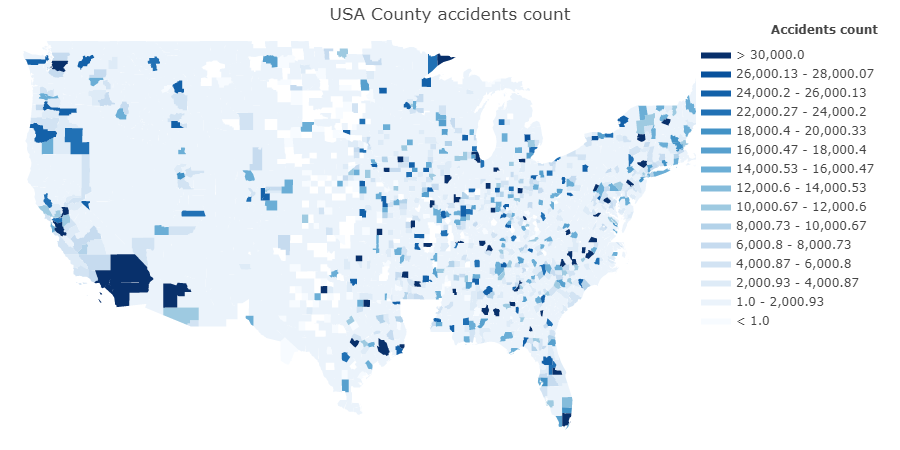 USA County accidents count
Accidents count
> 30,000.0
26,000.13 - 28,000.07
24,000.2 - 26,000.13
22,000.27 - 24,000.2
18,000.4 - 20,000.33
16,000.47 - 18,000.4
14,000.53 - 16,000.47
12,000.6 - 14,000.53
10,000.67 - 12,000.6
8,000.73 - 10,000.67
6,000.8 - 8,000.73
4,000.87 - 6,000.8
2,000.93 - 4,000.87
1.0 - 2,000.93
< 1.0